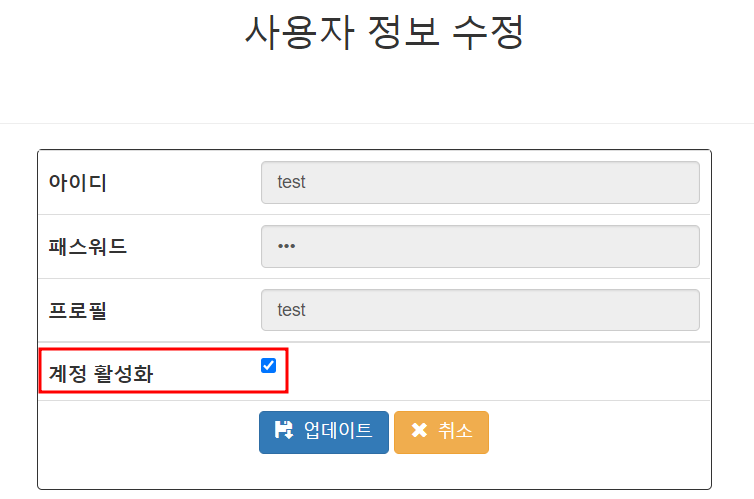 사용자 정보 수정
아이디 test
패스워드 •••
프로필 test
계정 활성화
업데이트 취소